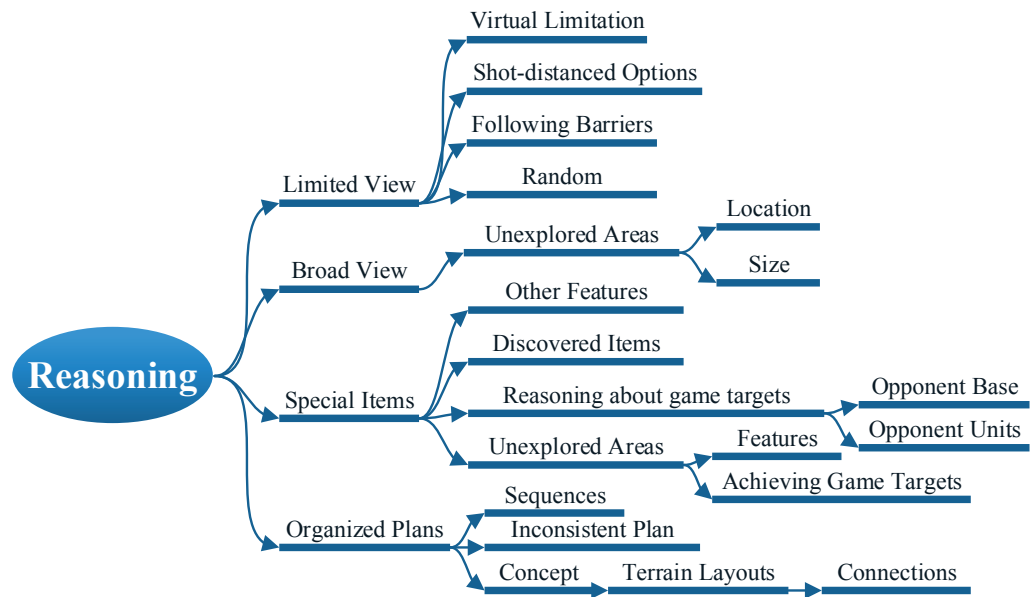 Reasoning
Limited View
Virtual Limitation
Shot-distanced Options
Following Barriers
Random
Broad View
Unexplored Areas
Location
Size
Special Items
Other Features
Discovered Items
Reasoning about game targets
Opponent Base
Opponent Units
Unexplored Areas
Features
Achieving Game Targets
Organized Plans
Sequences
Inconsistent Plan
Concept
Terrain Layouts
Connections